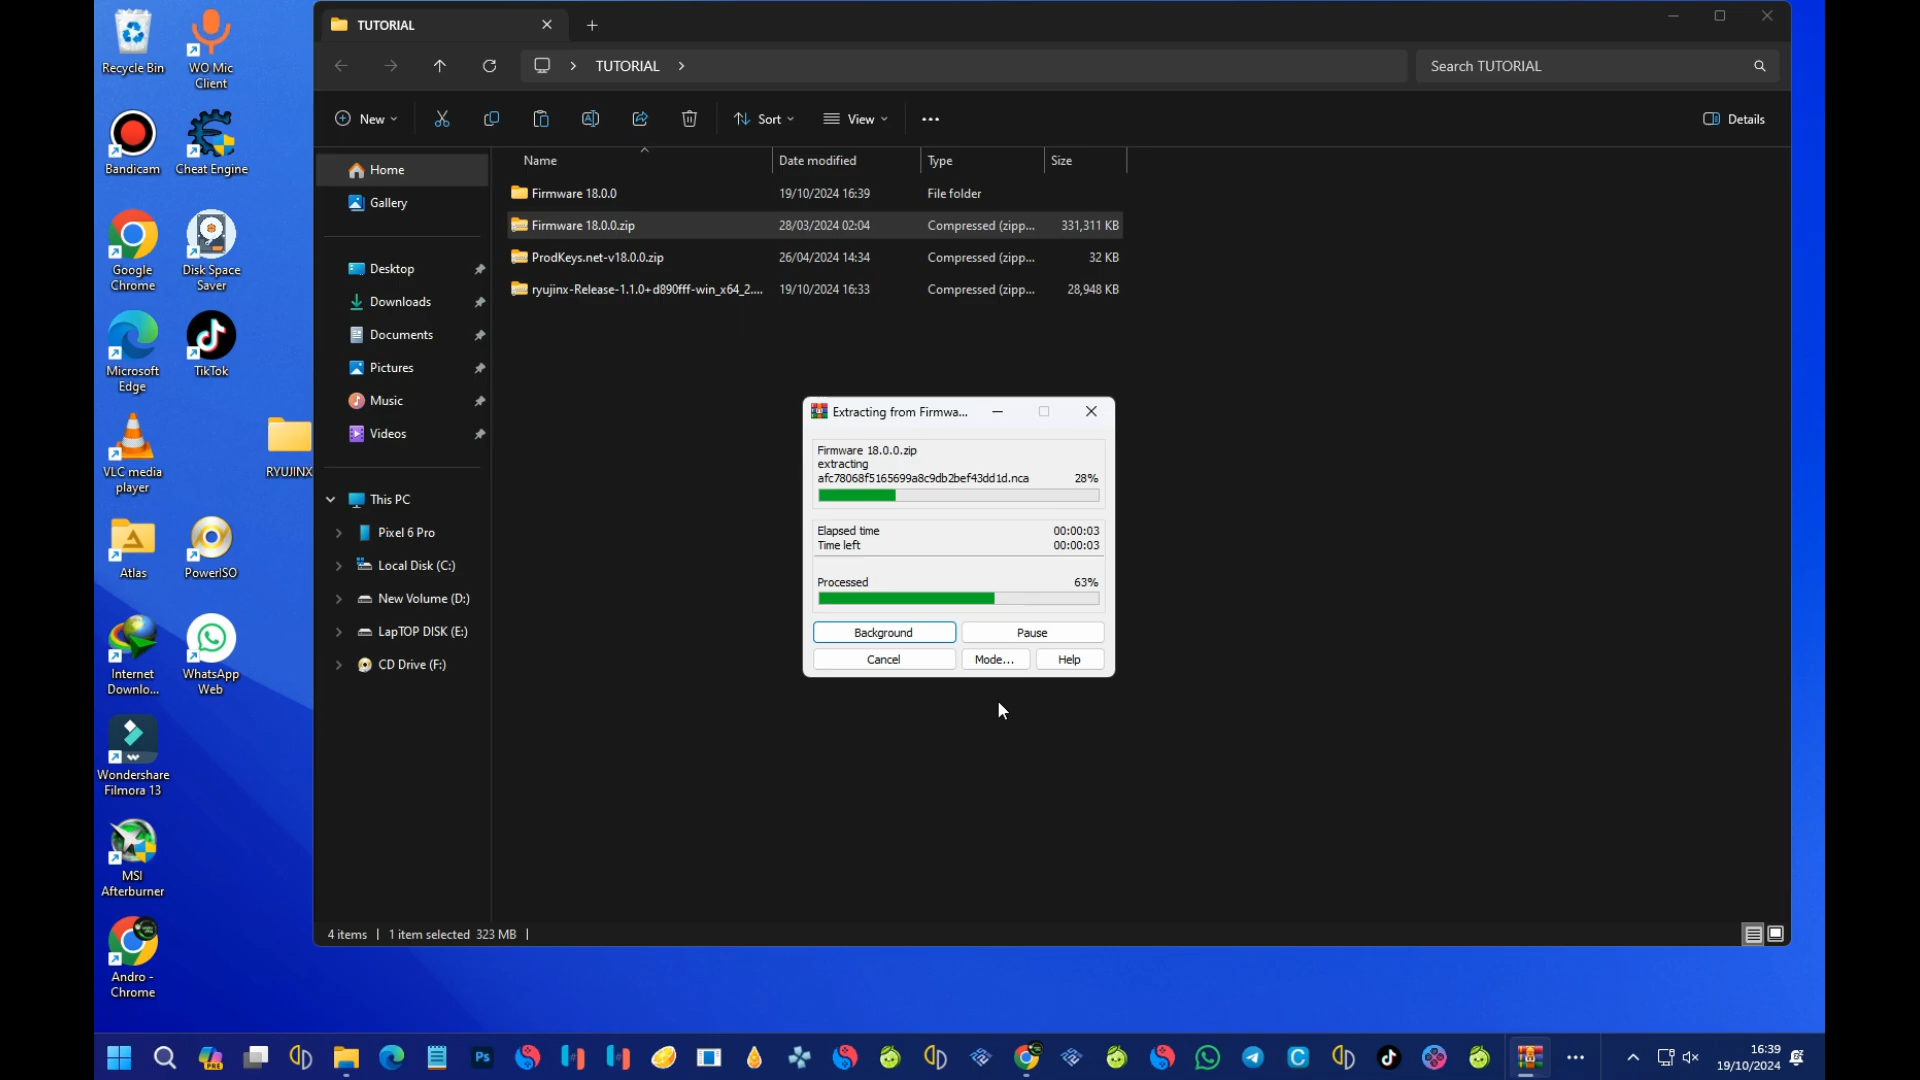 TUTORIAL
TUTORIAL
Search TUTORIAL
New
Sort
View
Details
Home
Gallery
Desktop
Downloads
Documents
Pictures
Music
Videos
This PC
Pixel 6 Pro
Local Disk (C:)
New Volume (D:)
LapTOP DISK (E:)
CD Drive (F:)
Name Date modified Type Size
Firmware 18.0.0 19/10/2024 16:39 File folder
Firmware 18.0.0.zip 28/03/2024 02:04 Compressed (zipp... 331,311 KB
ProdKeys.net-v18.0.0.zip 26/04/2024 14:34 Compressed (zipp... 32 KB
ryujinx-Release-1.1.0+d890fff-win_x64_2.... 19/10/2024 16:33 Compressed (zipp... 28,948 KB
Extracting from Firmwa...
Firmware 18.0.0.zip
extracting
afc78068f5165699a8c9db2bef43dd1d.nca 28%
Elapsed time 00:00:03
Time left 00:00:03
Processed 63%
Background Pause
Cancel Mode... Help
4 items 1 item selected 323 MB
Recycle Bin
WO Mic
Client
Bandicam
Cheat Engine
Google
Chrome
Disk Space
Saver
Microsoft
Edge
TikTok
VLC media
player
RYUJINX
Atlas
PowerISO
Internet
Downlo...
WhatsApp
Web
Wondershare
Filmora 13
MSI
Afterburner
Andro -
Chrome
PRE
Ps
16:39
19/10/2024